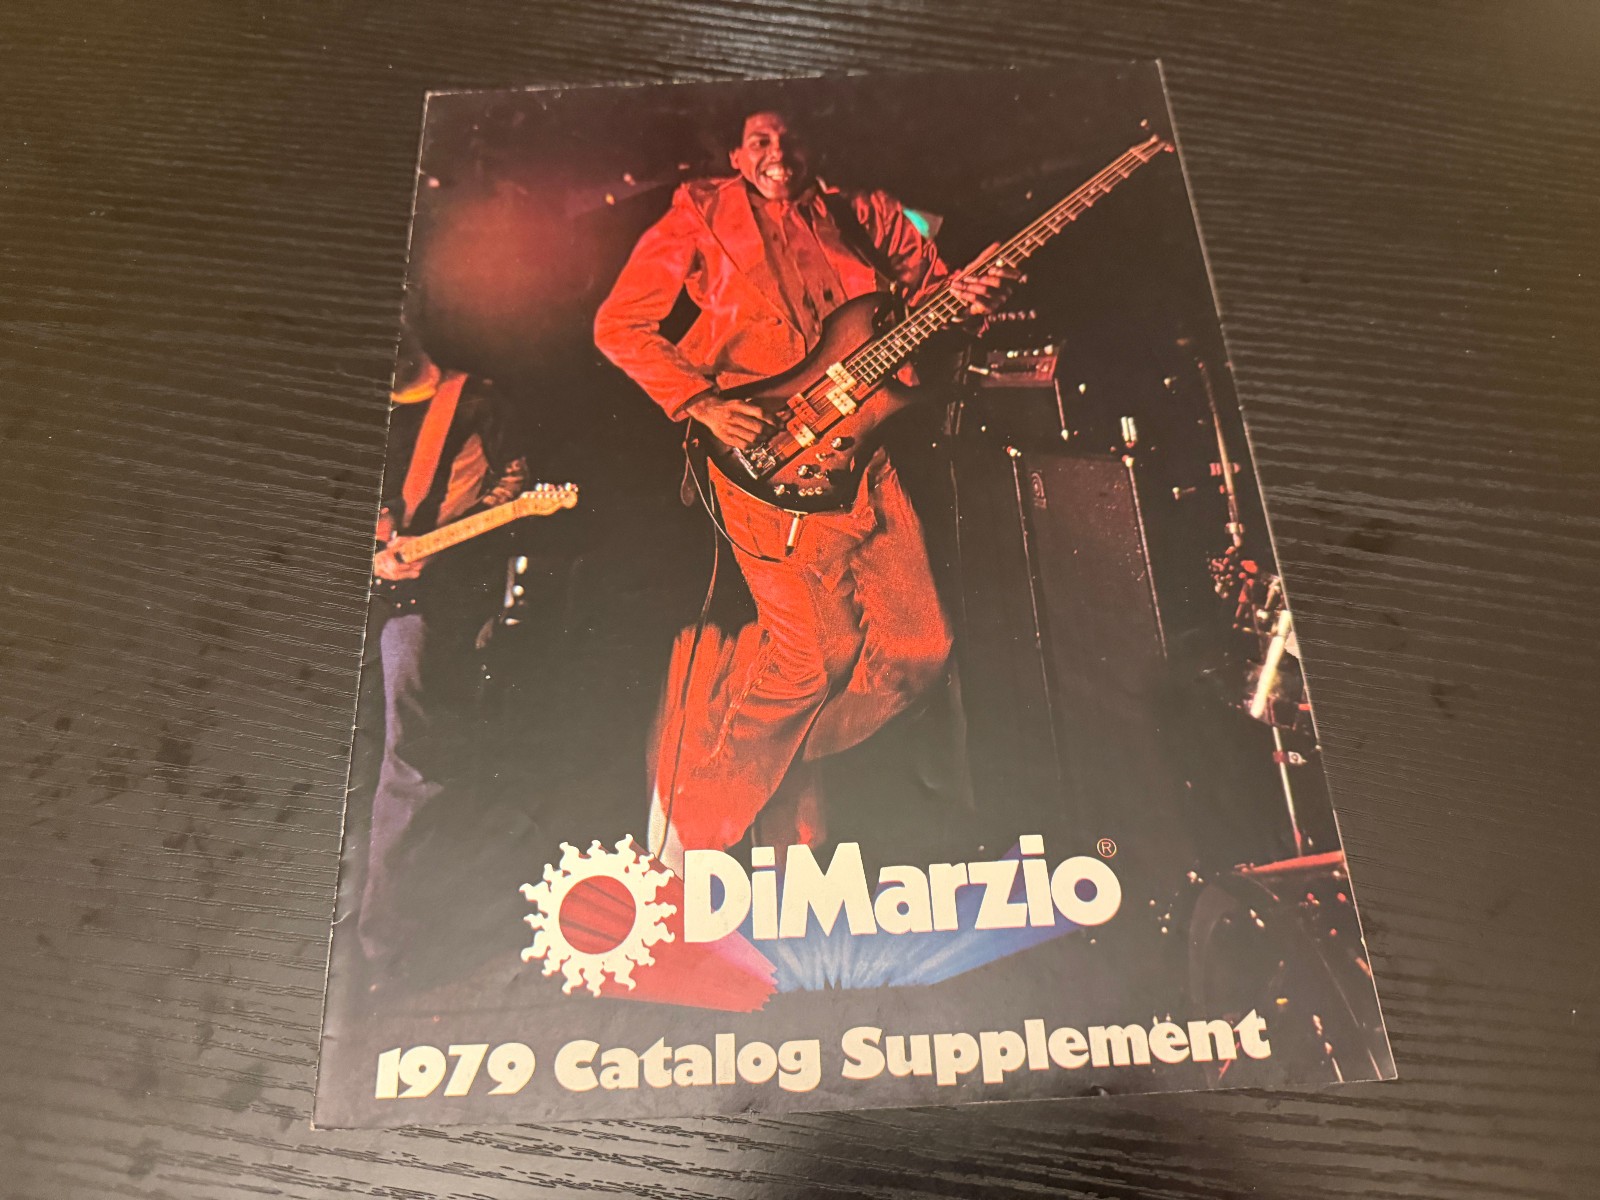 DiMarzio®
1979 Catalog Supplement